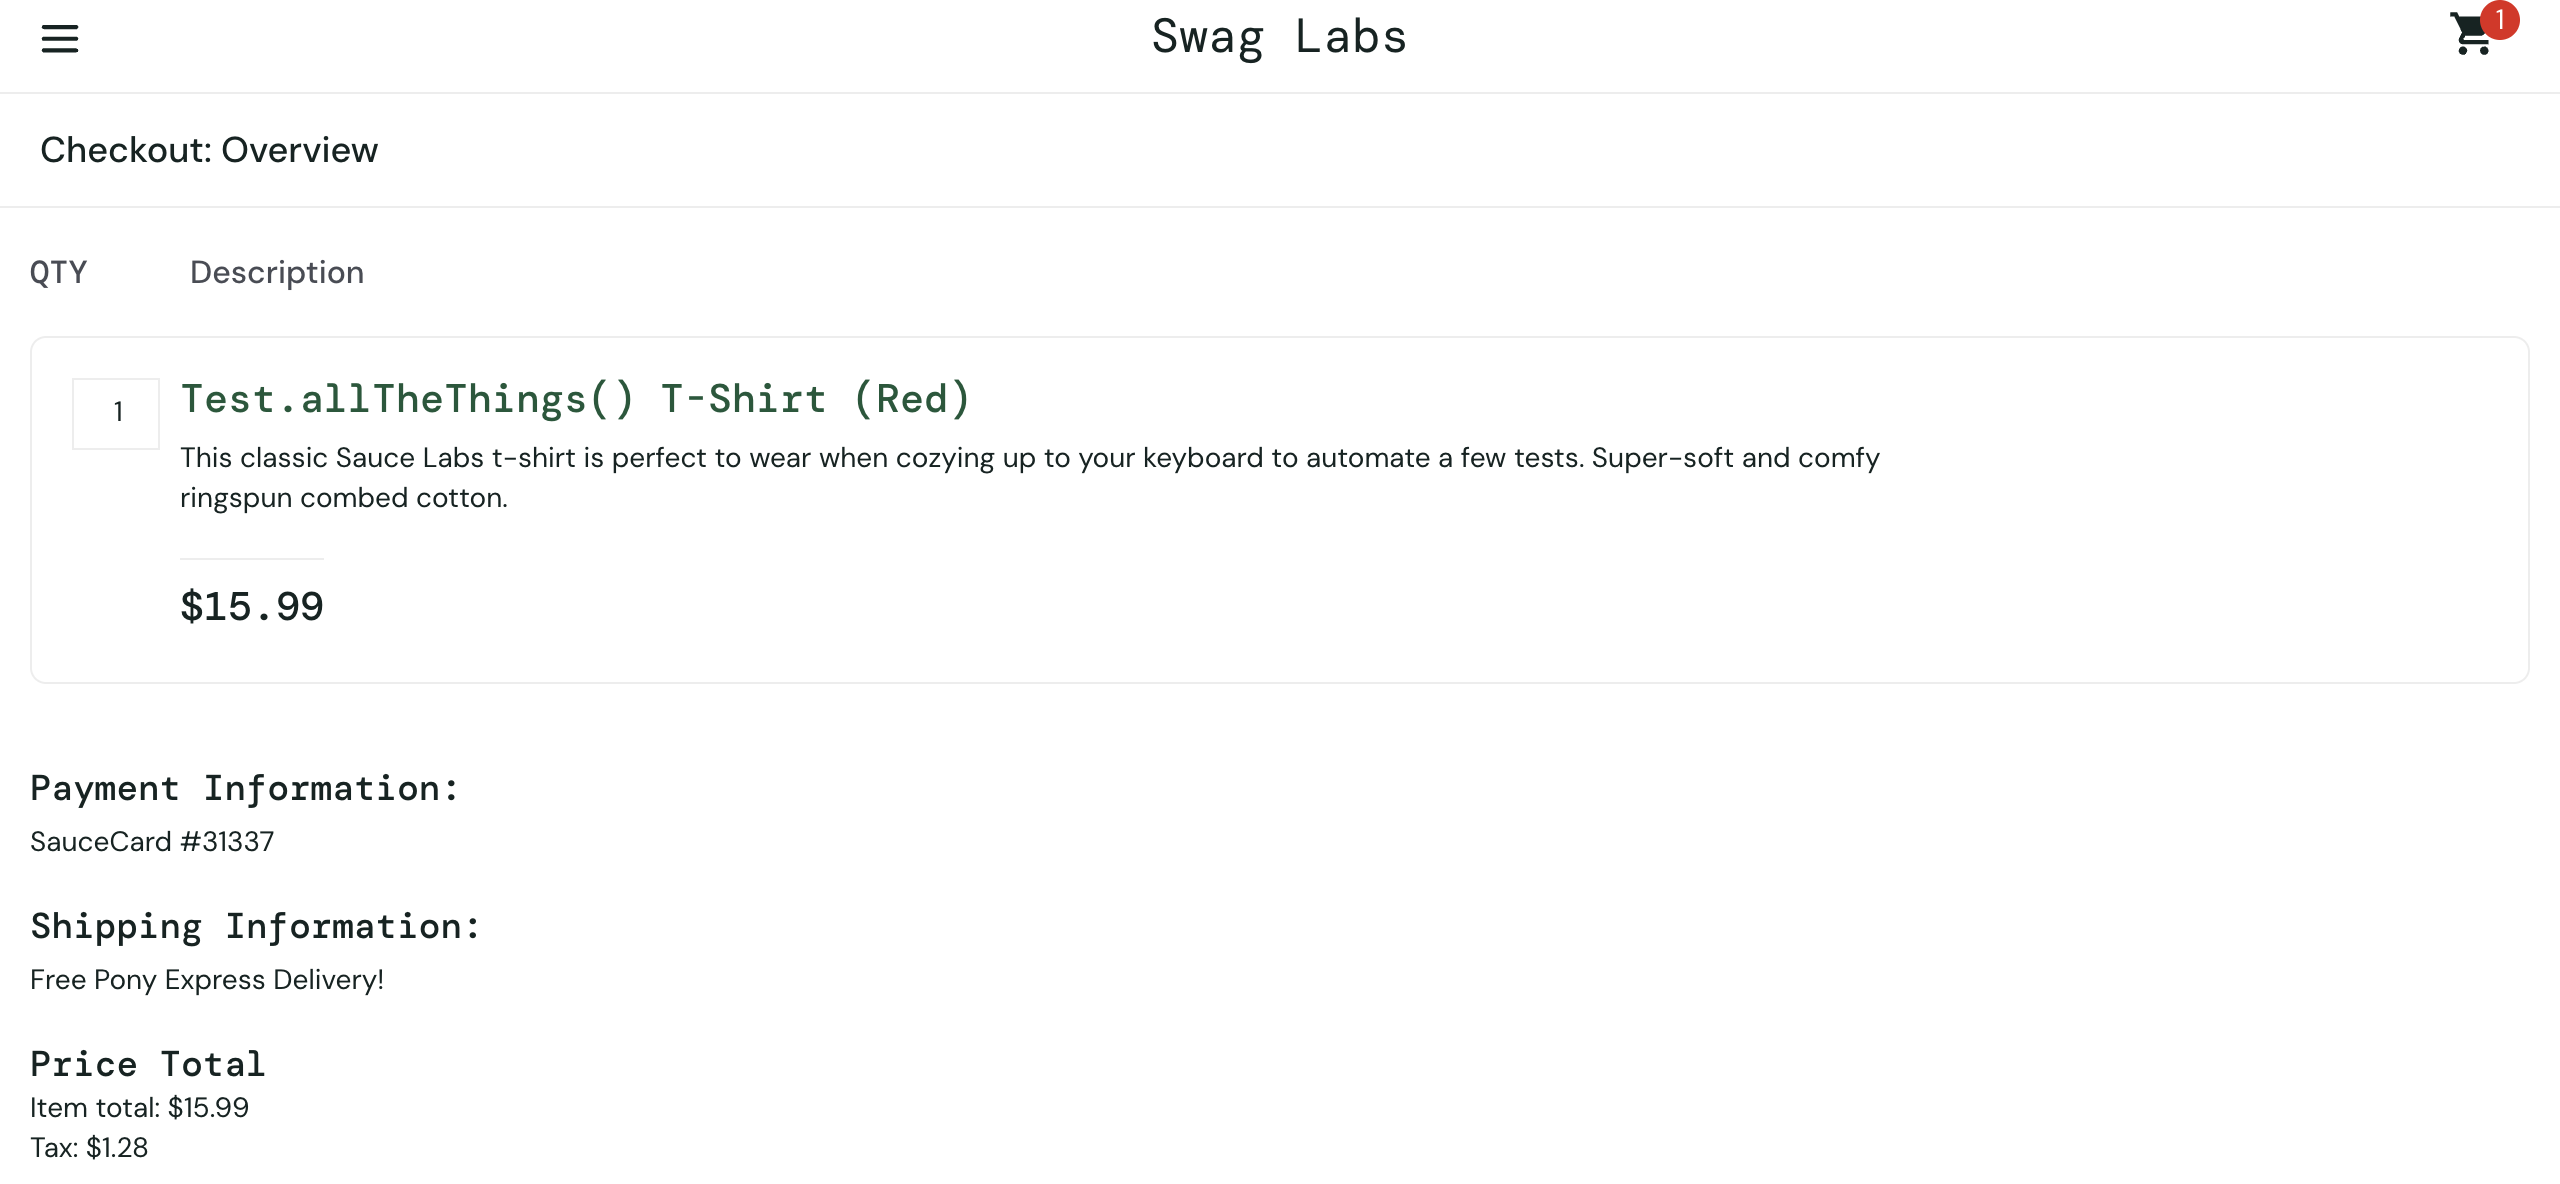 Swag Labs
1
Checkout: Overview
QTY Description
1
Test.allTheThings() T-Shirt (Red)
This classic Sauce Labs t-shirt is perfect to wear when cozying up to your keyboard to automate a few tests. Super-soft and comfy
ringspun combed cotton.
$15.99
Payment Information:
SauceCard #31337
Shipping Information:
Free Pony Express Delivery!
Price Total
Item total: $15.99
Tax: $1.28